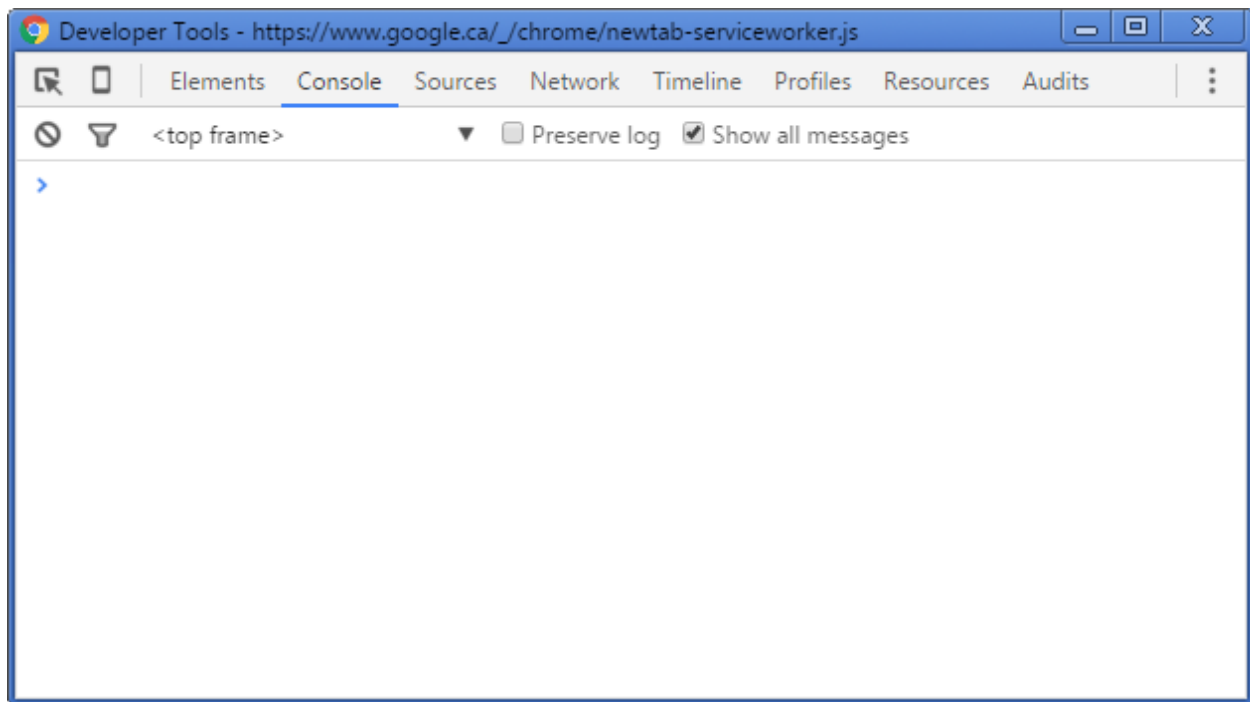 Developer Tools - https://www.google.ca/_/chrome/newtab-serviceworker.js
Elements Console Sources Network Timeline Profiles Resources Audits
<top frame> Preserve log Show all messages